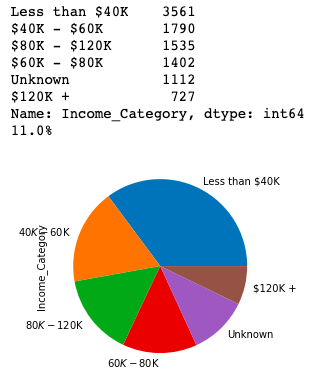 Less than $40K 3561
$40K - $60K 1790
$80K - $120K 1535
$60K - $80K 1402
Unknown 1112
$120K + 727
Name: Income_Category, dtype: int64
11.0%
Less than $40K
40K − 60K
Income_Category
$120K +
80K − 120K
Unknown
60K − 80K